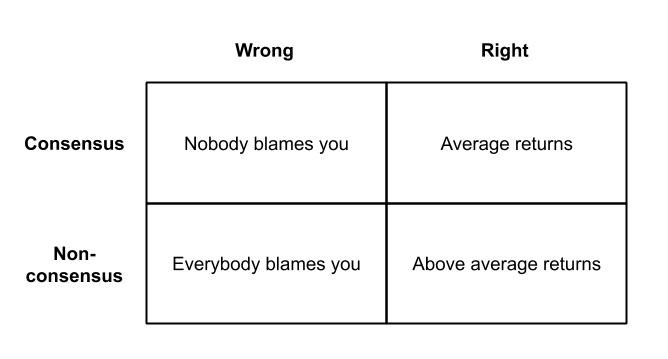 Wrong
Right
Consensus
Nobody blames you
Average returns
Non-
consensus
Everybody blames you
Above average returns